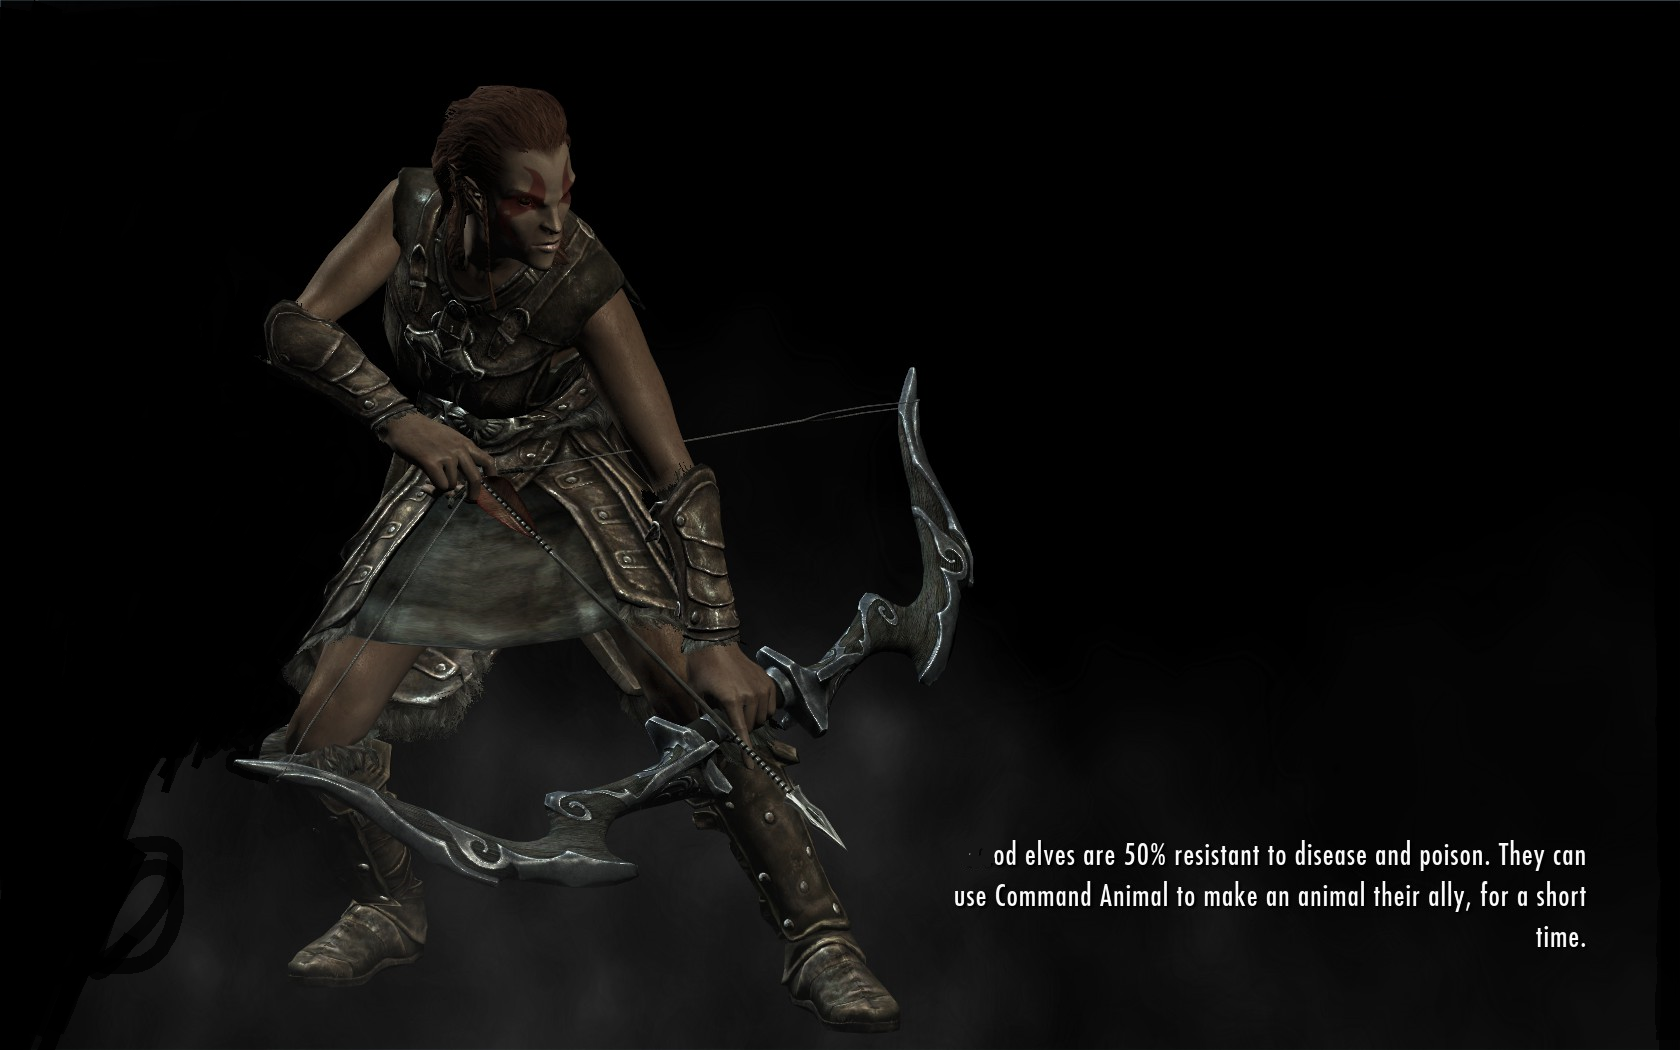 od elves are 50% resistant to disease and poison. They can
use Command Animal to make an animal their ally, for a short
time.